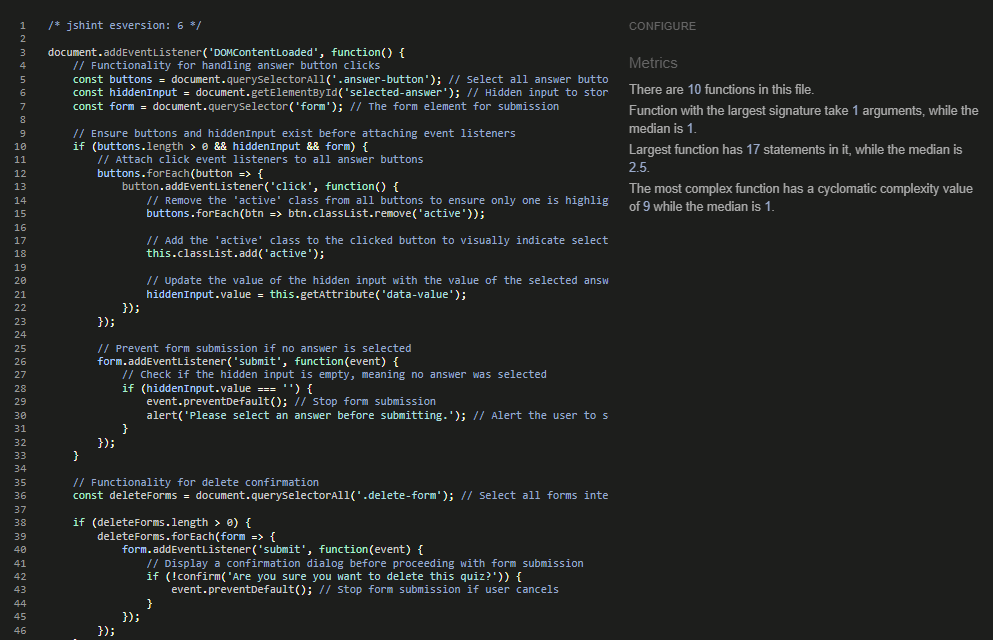 1 /* jshint esversion: 6 */
2
3 document.addEventListener('DOMContentLoaded', function() {
4     // Functionality for handling answer button clicks
5     const buttons = document.querySelectorAll('.answer-button'); // Select all answer butto
6     const hiddenInput = document.getElementById('selected-answer'); // Hidden input to stor
7     const form = document.querySelector('form'); // The form element for submission
8
9     // Ensure buttons and hiddenInput exist before attaching event listeners
10     if (buttons.length > 0 && hiddenInput && form) {
11         // Attach click event listeners to all answer buttons
12         buttons.forEach(button => {
13             button.addEventListener('click', function() {
14                 // Remove the 'active' class from all buttons to ensure only one is highlig
15                 buttons.forEach(btn => btn.classList.remove('active'));
16
17                 // Add the 'active' class to the clicked button to visually indicate select
18                 this.classList.add('active');
19
20                 // Update the value of the hidden input with the value of the selected answ
21                 hiddenInput.value = this.getAttribute('data-value');
22             });
23         });
24
25         // Prevent form submission if no answer is selected
26         form.addEventListener('submit', function(event) {
27             // Check if the hidden input is empty, meaning no answer was selected
28             if (hiddenInput.value === '') {
29                 event.preventDefault(); // Stop form submission
30                 alert('Please select an answer before submitting.'); // Alert the user to s
31             }
32         });
33     }
34
35     // Functionality for delete confirmation
36     const deleteForms = document.querySelectorAll('.delete-form'); // Select all forms inte
37
38     if (deleteForms.length > 0) {
39         deleteForms.forEach(form => {
40             form.addEventListener('submit', function(event) {
41                 // Display a confirmation dialog before proceeding with form submission
42                 if (!confirm('Are you sure you want to delete this quiz?')) {
43                     event.preventDefault(); // Stop form submission if user cancels
44                 }
45             });
46         });
CONFIGURE
Metrics
There are 10 functions in this file.
Function with the largest signature take 1 arguments, while the
median is 1.
Largest function has 17 statements in it, while the median is
2.5.
The most complex function has a cyclomatic complexity value
of 9 while the median is 1.